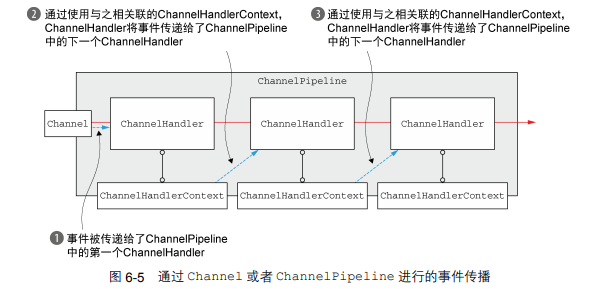 ❷ 通过使用与之相关联的ChannelHandlerContext，
ChannelHandler将事件传递给了ChannelPipeline
中的下一个ChannelHandler
❸ 通过使用与之相关联的ChannelHandlerContext，
ChannelHandler将事件传递给了ChannelPipeline
中的下一个ChannelHandler
ChannelPipeline
Channel
ChannelHandler
ChannelHandler
ChannelHandler
ChannelHandlerContext
ChannelHandlerContext
ChannelHandlerContext
❶ 事件被传递给了ChannelPipeline
中的第一个ChannelHandler
图 6-5 通过 Channel 或者 ChannelPipeline 进行的事件传播